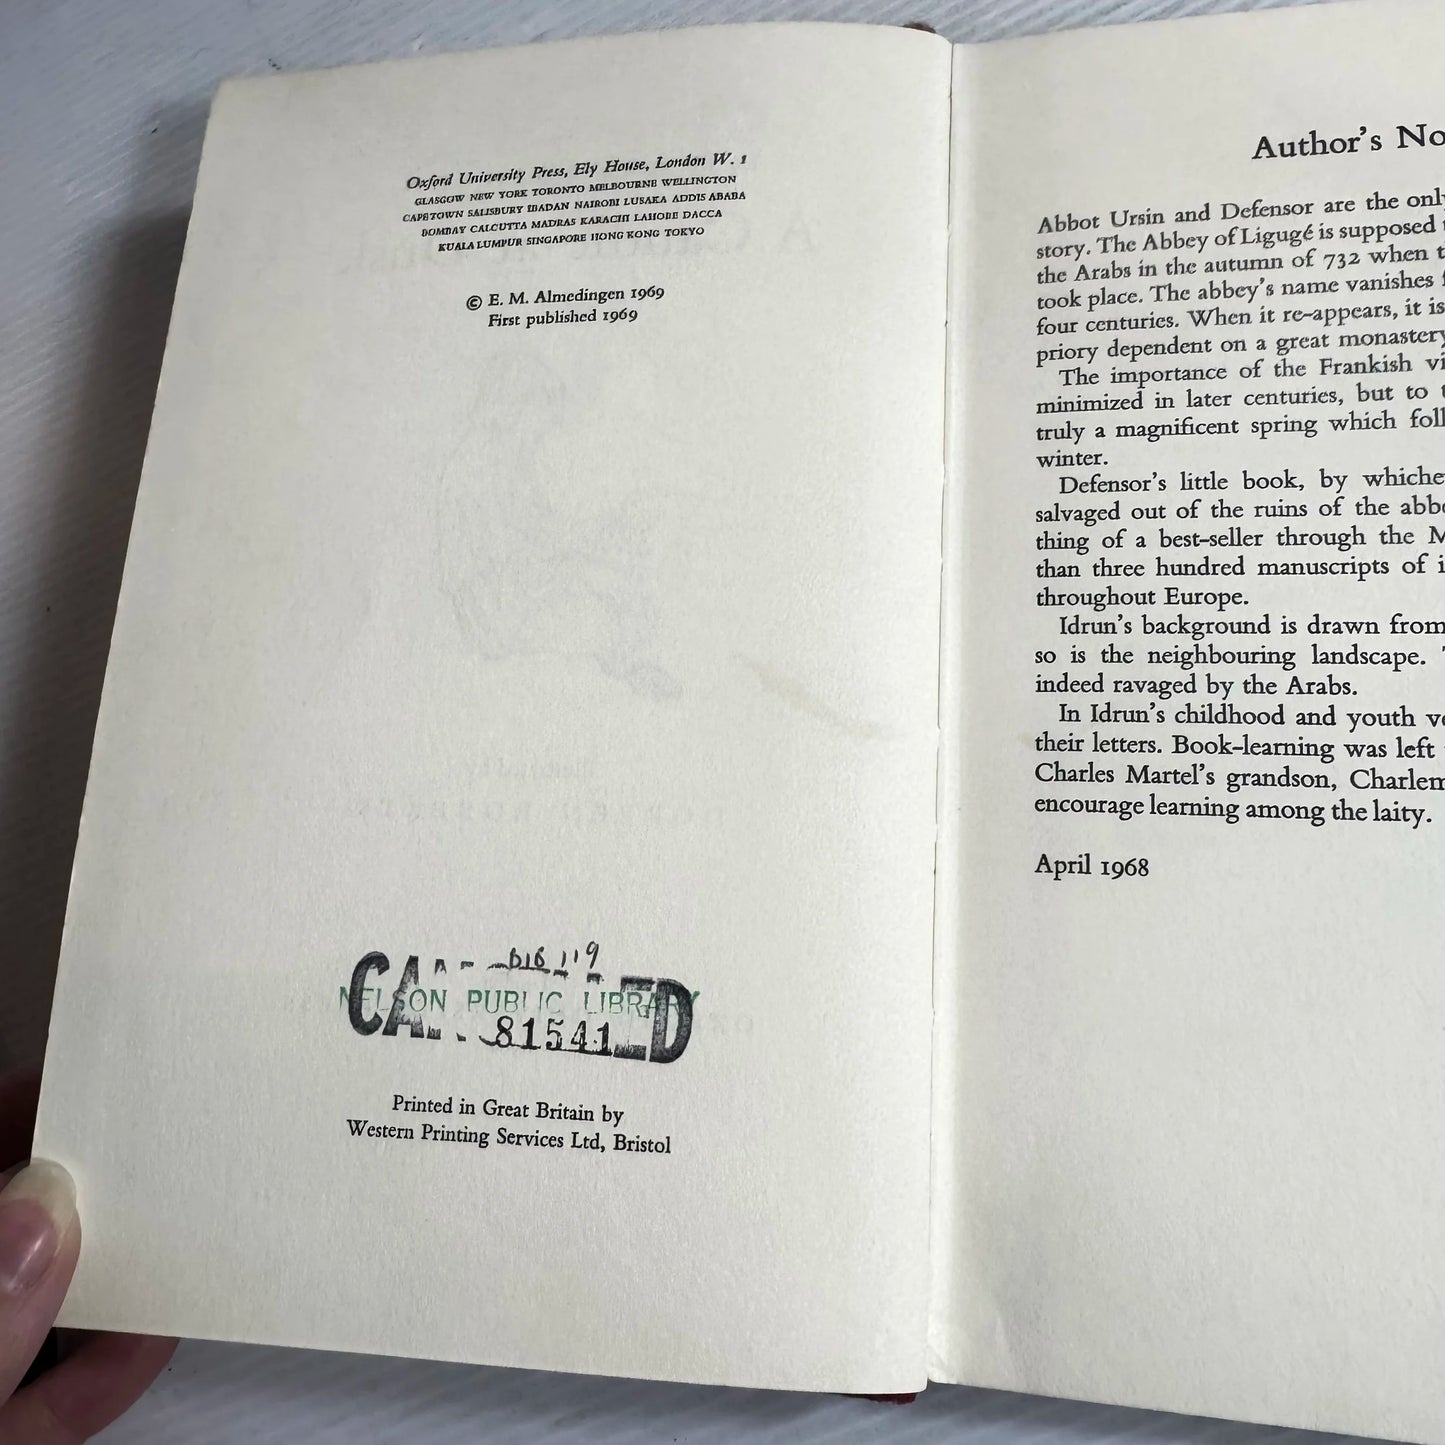 Oxford University Press, Ely House, London W. 1
GLASGOW NEW YORK TORONTO MELBOURNE WELLINGTON
CAPETOWN SALISBURY IBADAN NAIROBI LUSAKA ADDIS ABABA
BOMBAY CALCUTTA MADRAS KARACHI LAHORE DACCA
KUALA LUMPUR SINGAPORE HONG KONG TOKYO
© E. M. Almedingen 1969
First published 1969
NELSON PUBLIC LIBRARY
81541
Printed in Great Britain by
Western Printing Services Ltd, Bristol
Author's No
Abbot Ursin and Defensor are the only
story. The Abbey of Ligugé is supposed
the Arabs in the autumn of 732 when
took place. The abbey's name vanishes
four centuries. When it re-appears, it is
priory dependent on a great monastery
The importance of the Frankish vi
minimized in later centuries, but to
truly a magnificent spring which foll
winter.
Defensor's little book, by whiche
salvaged out of the ruins of the abb
thing of a best-seller through the M
than three hundred manuscripts of i
throughout Europe.
Idrun's background is drawn from
so is the neighbouring landscape.
indeed ravaged by the Arabs.
In Idrun's childhood and youth ve
their letters. Book-learning was left
Charles Martel's grandson, Charlem
encourage learning among the laity.
April 1968